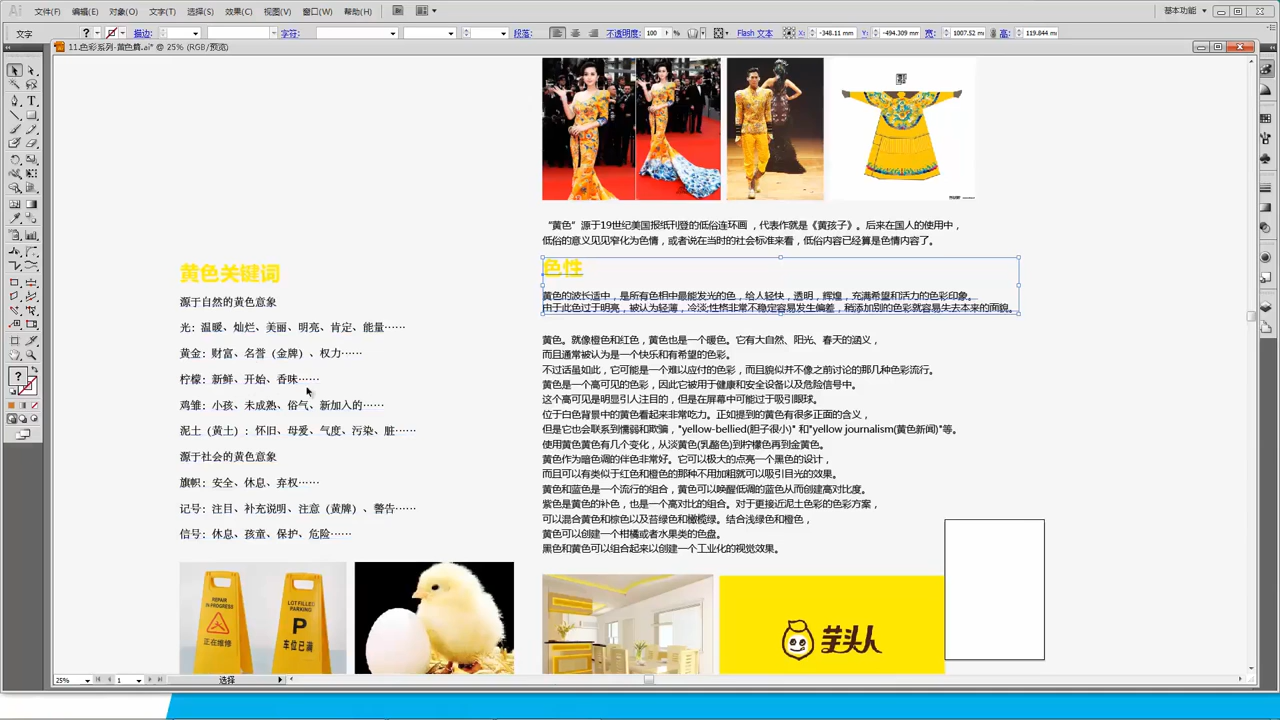 文件(F) 编辑(E) 对象(O) 文字(T) 选择(S) 效果(C) 视图(V) 窗口(W) 帮助(H)
基本功能
文字
描边:
字符:
段落:
不透明度: 100 %
Flash 文本
X: -348.11 mm
Y: -494.309 mm
宽: 1007.52 mm
高: 119.844 mm
11.色彩系列-黄色篇.ai* @ 25% (RGB/预览)
“黄色”源于19世纪美国报纸刊登的低俗连环画，代表作就是《黄孩子》。后来在国人的使用中，
低俗的意义见见窄化为色情，或者说在当时的社会标准来看，低俗内容已经算是色情内容了。
色性
黄色的波长适中，是所有色相中最能发光的色，给人轻快，透明，辉煌，充满希望和活力的色彩印象。
由于此色过于明亮，被认为轻薄，冷淡;性格非常不稳定容易发生偏差，稍添加别的色彩就容易失去本来的面貌。
黄色关键词
源于自然的黄色意象
光：温暖、灿烂、美丽、明亮、肯定、能量……
黄金：财富、名誉（金牌）、权力……
柠檬：新鲜、开始、香味……
鸡雏：小孩、未成熟、俗气、新加入的……
泥土（黄土）：怀旧、母爱、气度、污染、脏……
源于社会的黄色意象
旗帜：安全、休息、弃权……
记号：注目、补充说明、注意（黄牌）、警告……
信号：休息、孩童、保护、危险……
黄色。就像橙色和红色，黄色也是一个暖色。它有大自然、阳光、春天的涵义，
而且通常被认为是一个快乐和有希望的色彩。
不过话虽如此，它可能是一个难以应付的色彩，而且貌似并不像之前讨论的那几种色彩流行。
黄色是一个高可见的色彩，因此它被用于健康和安全设备以及危险信号中。
这个高可见是明显引人注目的，但是在屏幕中可能过于吸引眼球。
位于白色背景中的黄色看起来非常吃力。正如提到的黄色有很多正面的含义，
但是它也会联系到懦弱和欺骗，"yellow-bellied(胆子很小)" 和"yellow journalism(黄色新闻)"等。
使用黄色黄色有几个变化，从淡黄色(乳酪色)到柠檬色再到金黄色。
黄色作为暗色调的伴色非常好。它可以极大的点亮一个黑色的设计，
而且可以有类似于红色和橙色的那种不用加粗就可以吸引目光的效果。
黄色和蓝色是一个流行的组合，黄色可以唤醒低调的蓝色从而创建高对比度。
紫色是黄色的补色，也是一个高对比的组合。对于更接近泥土色彩的色彩方案，
可以混合黄色和棕色以及苔绿色和橄榄绿。结合浅绿色和橙色，
黄色可以创建一个柑橘或者水果类的色盘。
黑色和黄色可以组合起来以创建一个工业化的视觉效果。
REPAIR
IN PROGRESS
正在维修
LOT FILLED
PARKING
P
车位已满
芋头人
25%
1
选择